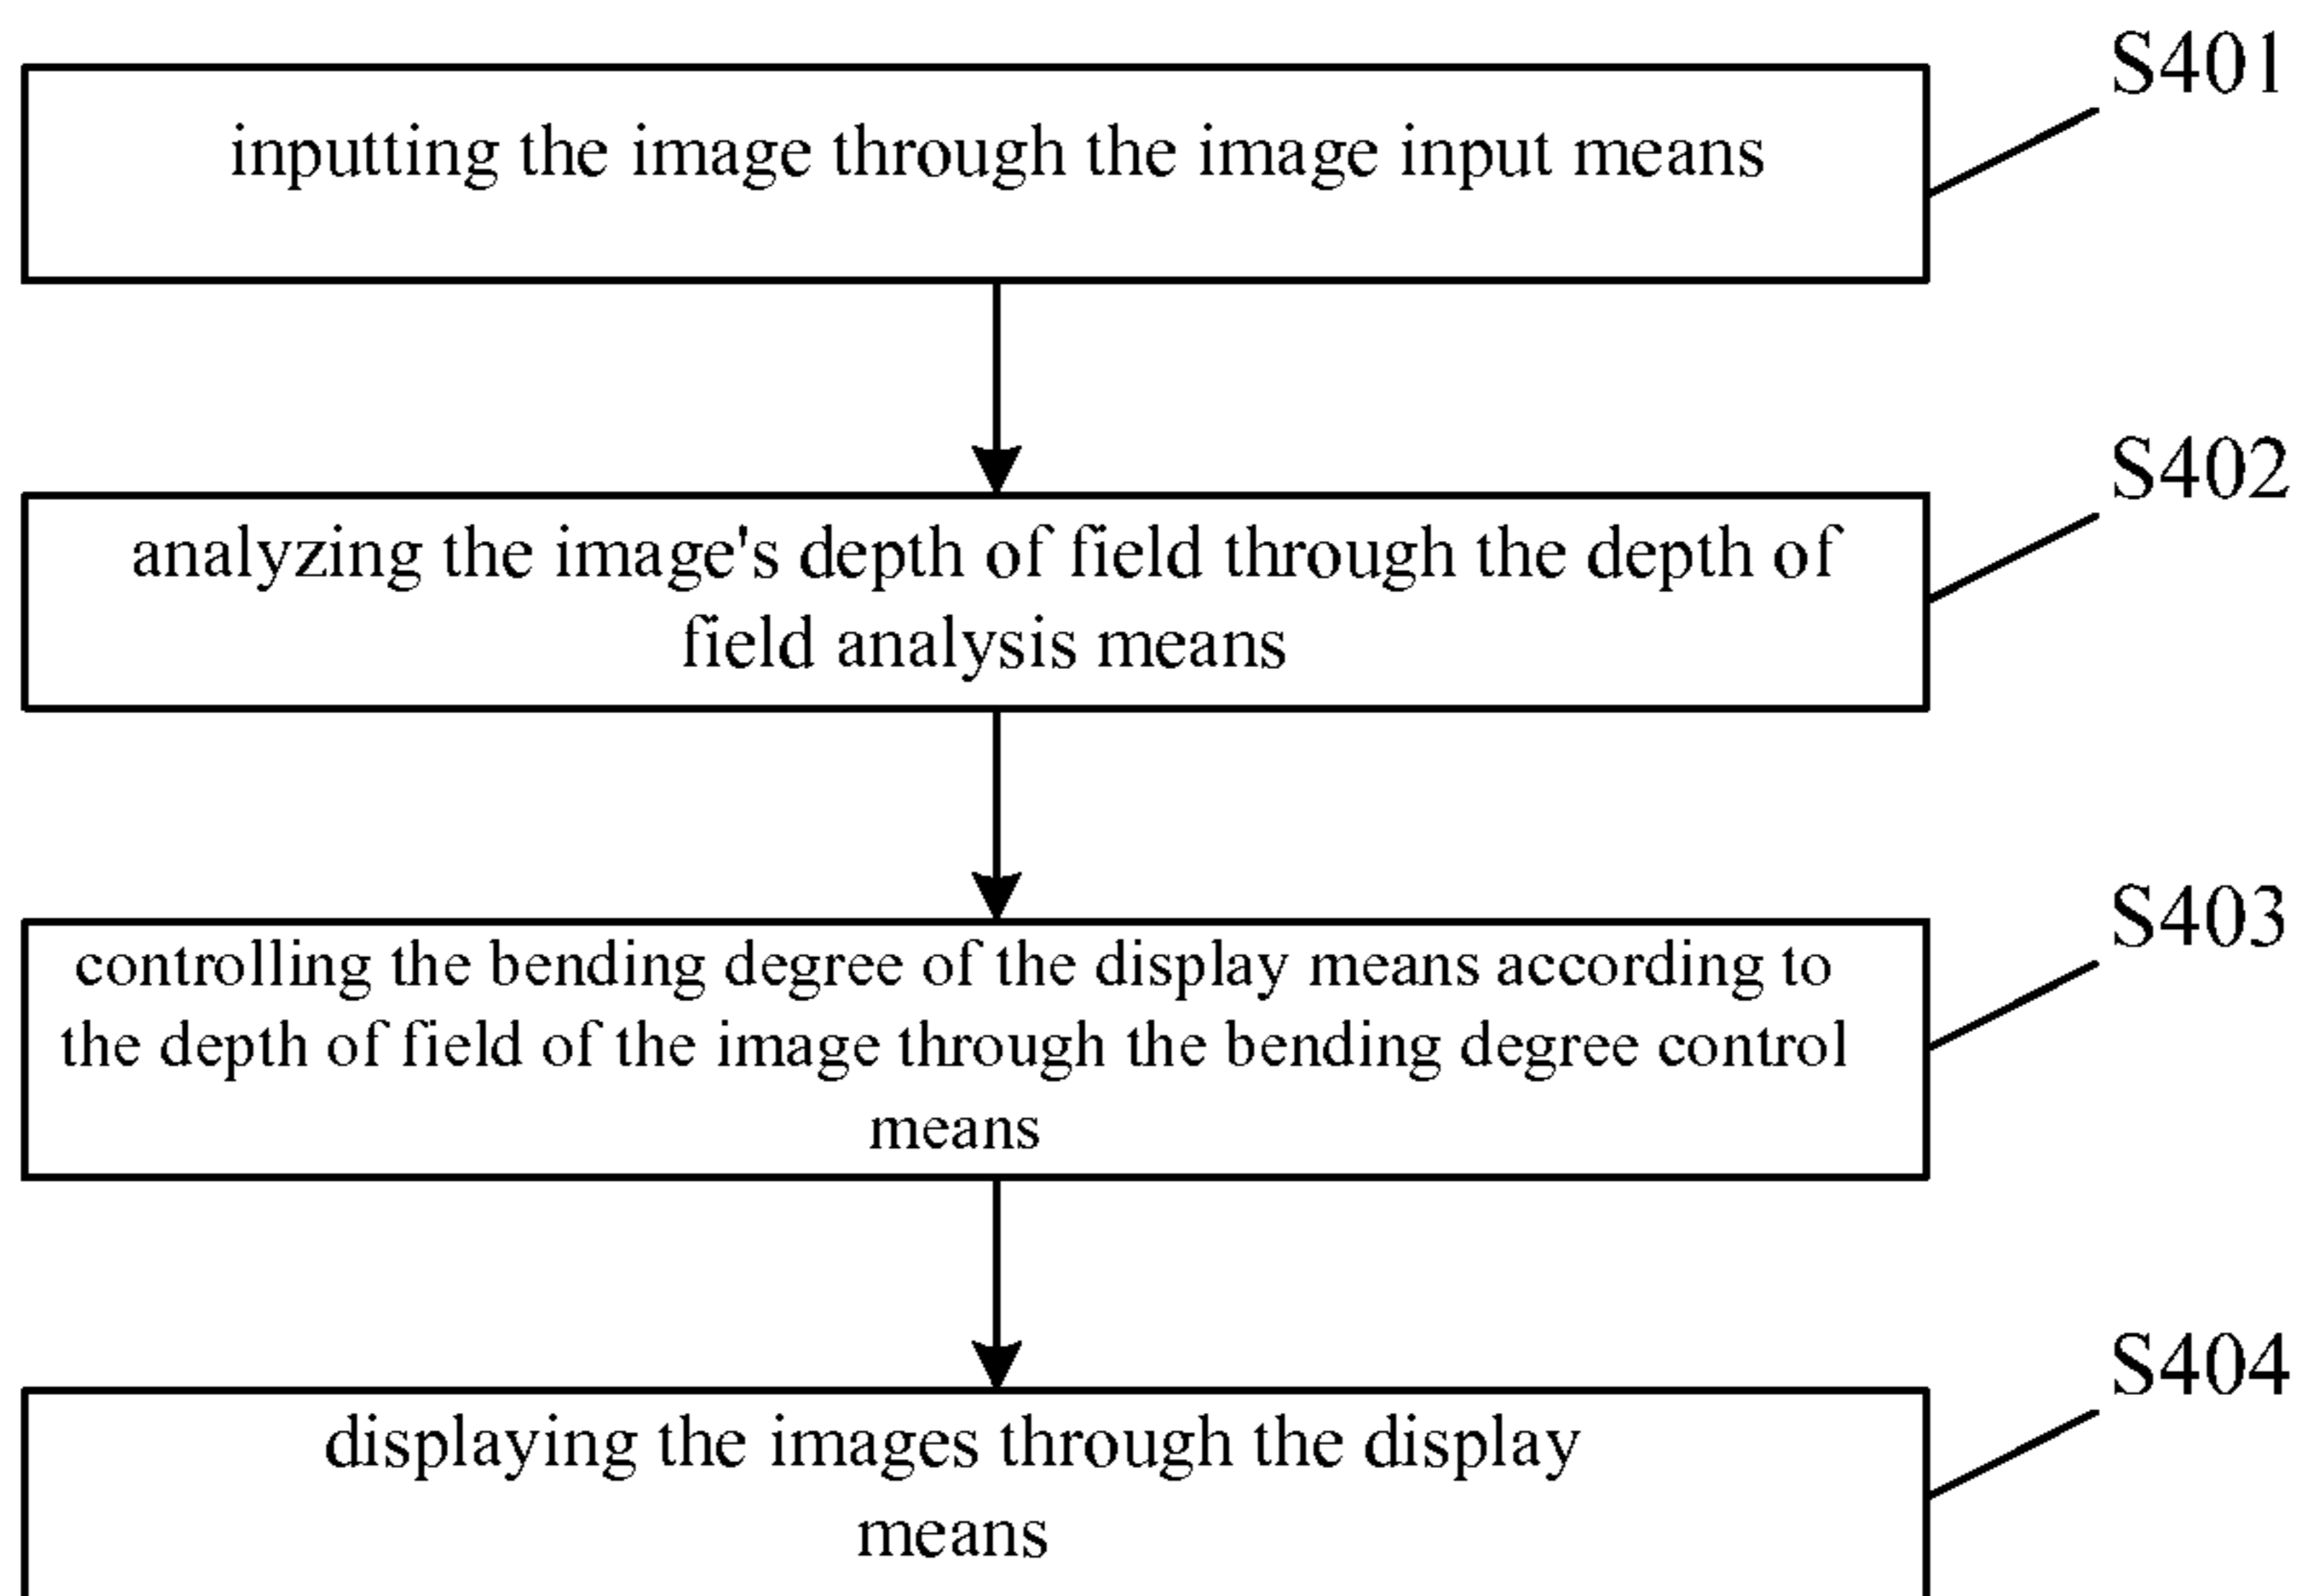 S401
inputting the image through the image input means
S402
analyzing the image's depth of field through the depth of
field analysis means
S403
controlling the bending degree of the display means according to
the depth of field of the image through the bending degree control
means
S404
displaying the images through the display
means